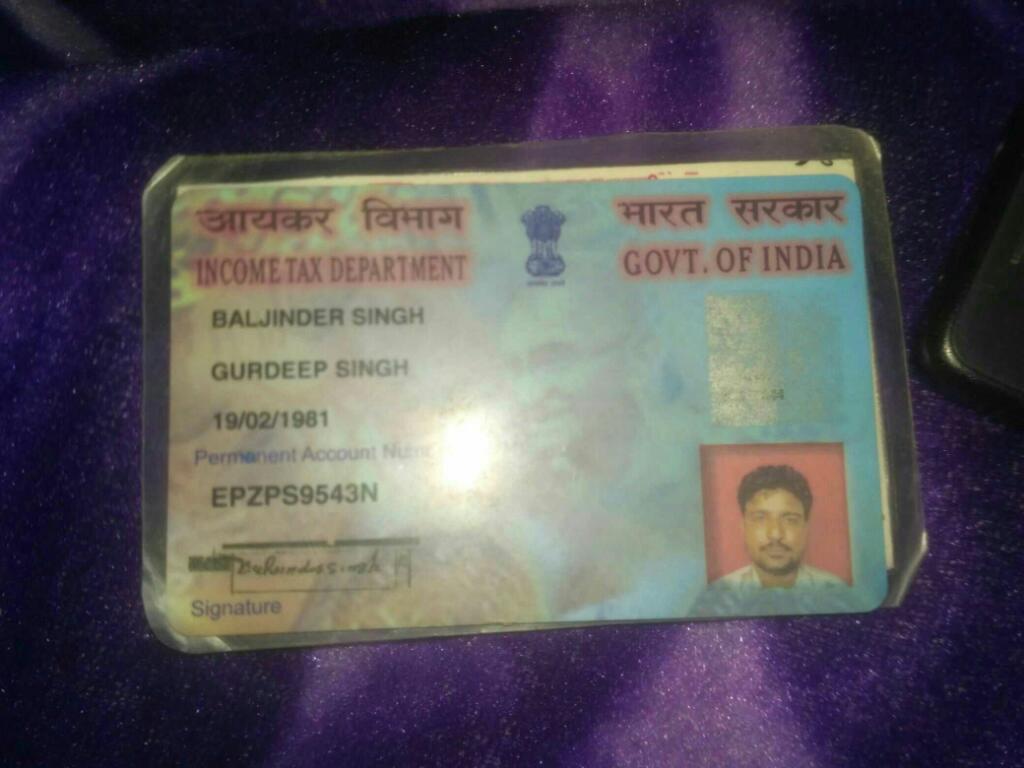 आयकर विभाग
INCOME TAX DEPARTMENT
भारत सरकार
GOVT. OF INDIA
BALJINDER SINGH
GURDEEP SINGH
19/02/1981
Permanent Account
EPZPS9543N
Signature